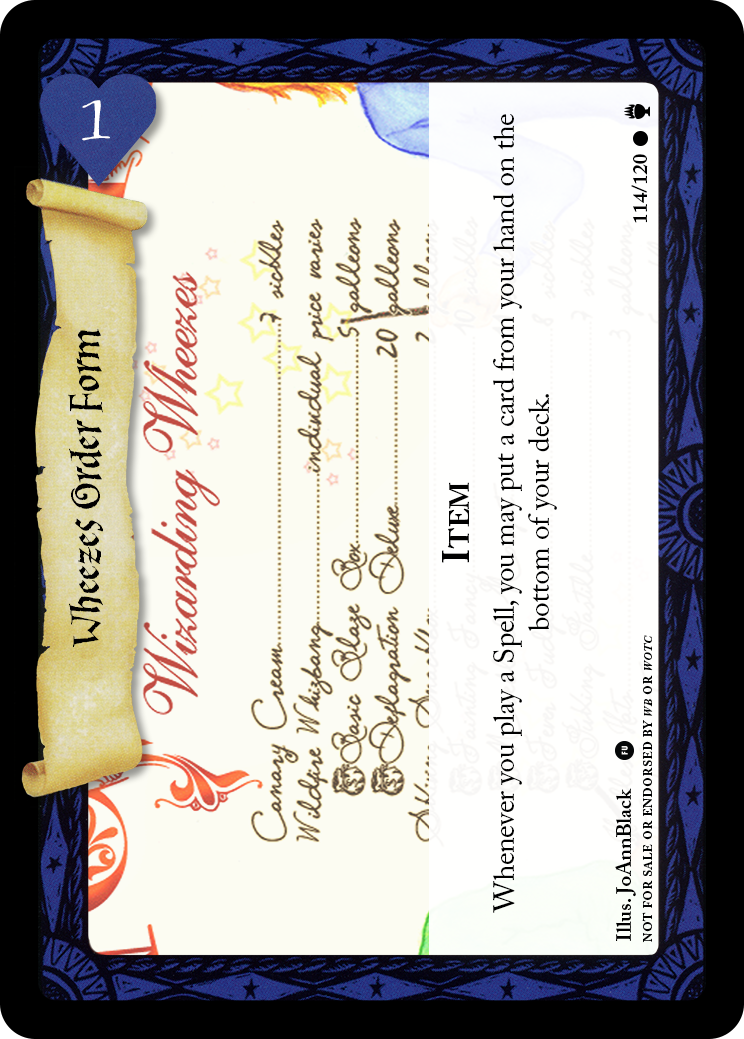 1
Wheezes Order Form
Wizarding Wheezes
Canary Cream 7 sickles
Wildfire Whizbang individual price varies
Basic Blaze Box 5 galleons
Deflagration Deluxe 20 galleons
ITEM
Whenever you play a Spell, you may put a card from your hand on the
bottom of your deck.
Illus. JoAnnBlack FU 114/120
NOT FOR SALE OR ENDORSED BY WB OR WOTC